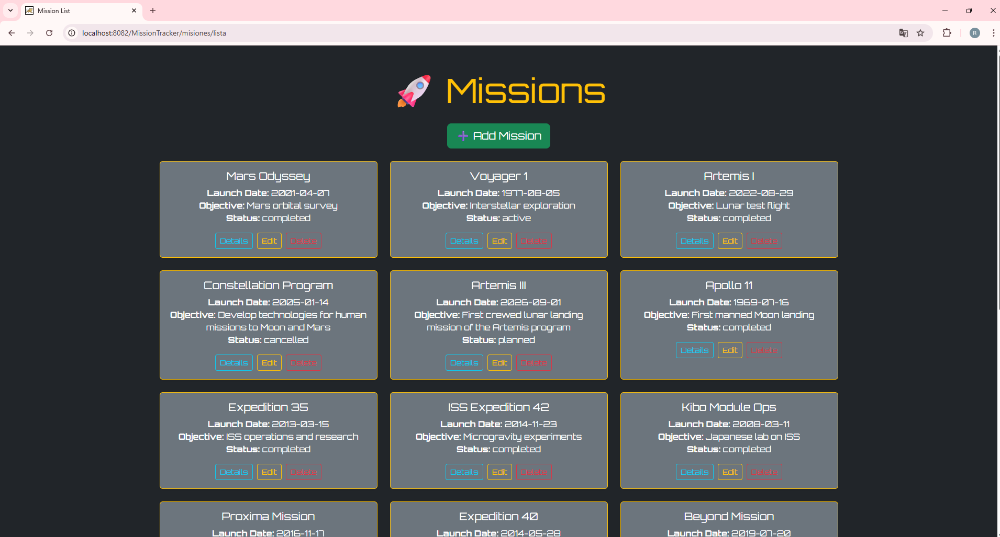 Mission List
localhost:8082/MissionTracker/misiones/lista
R
Missions
Add Mission
Mars Odyssey
Launch Date: 2001-04-07
Objective: Mars orbital survey
Status: completed
Details Edit Delete
Voyager 1
Launch Date: 1977-08-05
Objective: Interstellar exploration
Status: active
Details Edit Delete
Artemis I
Launch Date: 2022-08-29
Objective: Lunar test flight
Status: completed
Details Edit Delete
Constellation Program
Launch Date: 2005-01-14
Objective: Develop technologies for human
missions to Moon and Mars
Status: cancelled
Details Edit Delete
Artemis III
Launch Date: 2026-09-01
Objective: First crewed lunar landing
mission of the Artemis program
Status: planned
Details Edit Delete
Apollo 11
Launch Date: 1969-07-16
Objective: First manned Moon landing
Status: completed
Details Edit Delete
Expedition 35
Launch Date: 2013-03-15
Objective: ISS operations and research
Status: completed
Details Edit Delete
ISS Expedition 42
Launch Date: 2014-11-23
Objective: Microgravity experiments
Status: completed
Details Edit Delete
Kibo Module Ops
Launch Date: 2008-03-11
Objective: Japanese lab on ISS
Status: completed
Details Edit Delete
Proxima Mission
Launch Date: 2016-11-17
Expedition 40
Launch Date: 2014-05-28
Beyond Mission
Launch Date: 2019-07-20